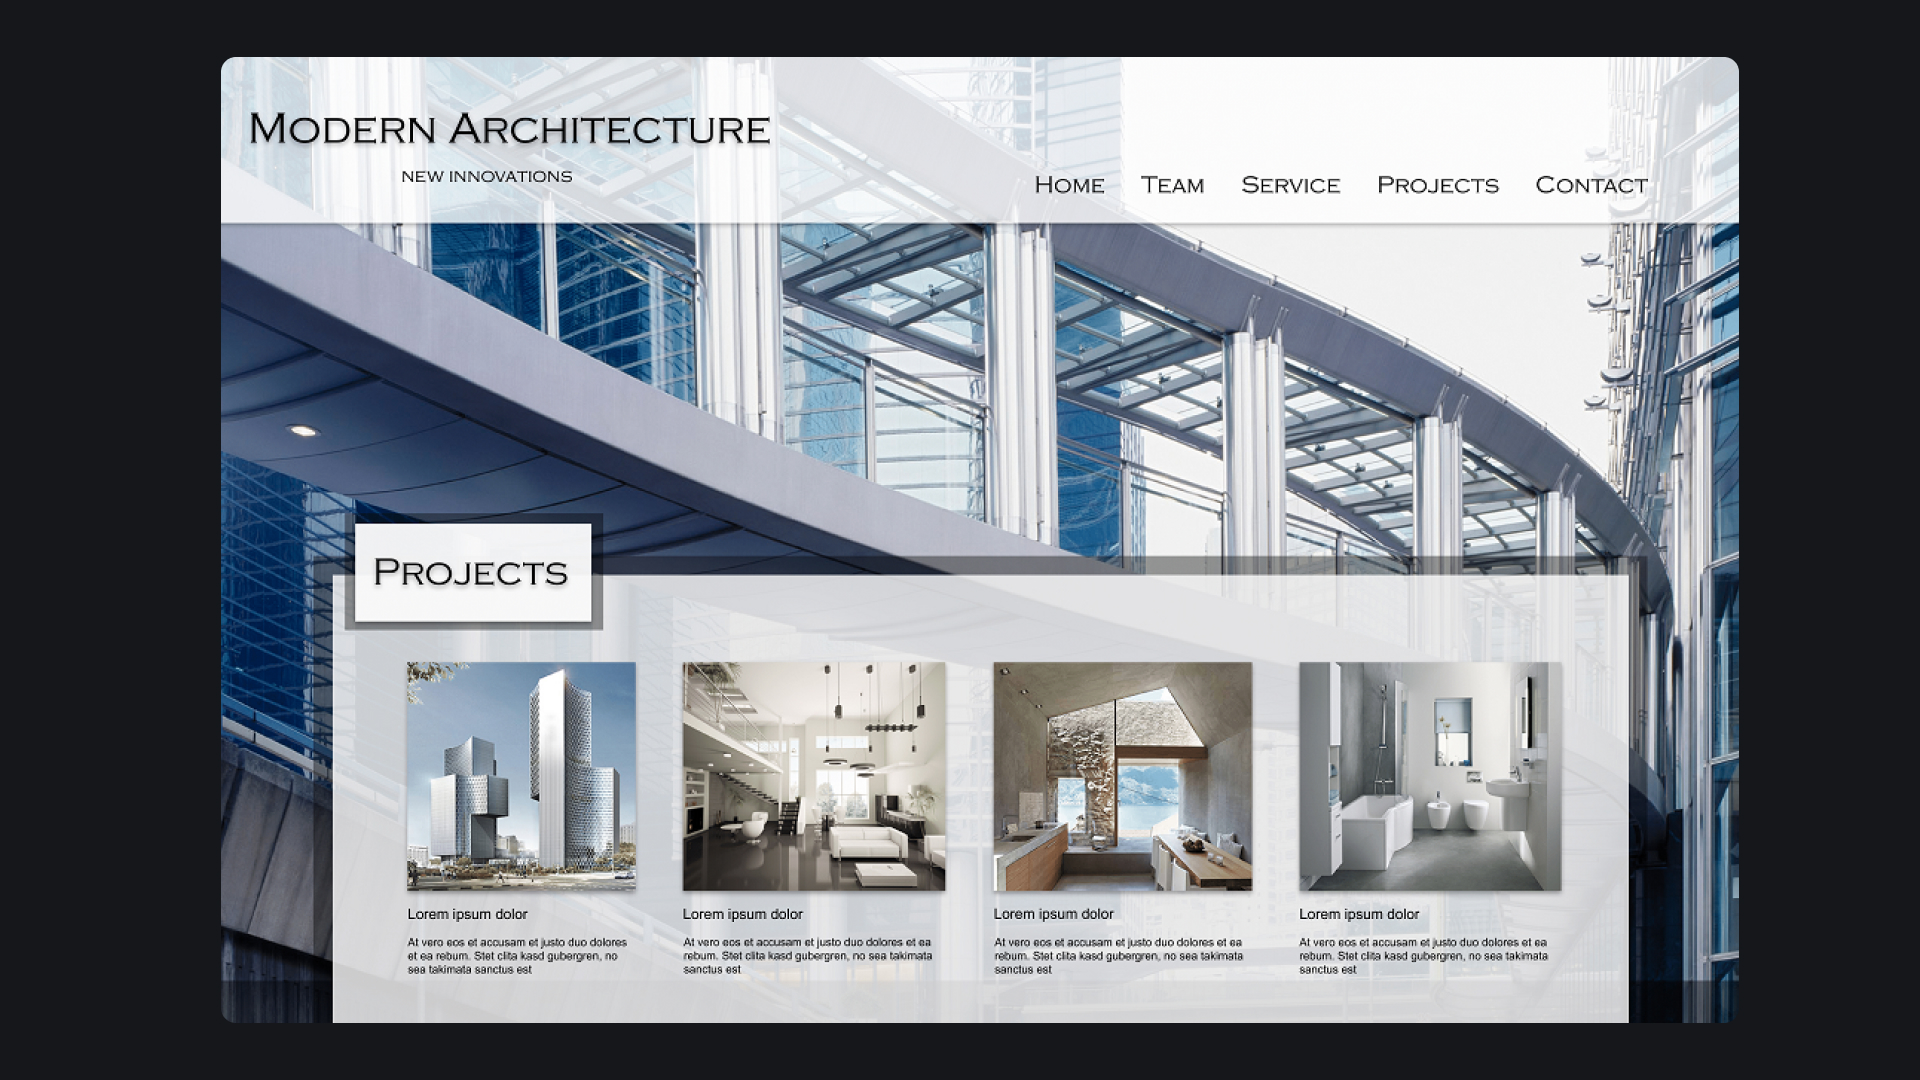 Modern Architecture
NEW INNOVATIONS
Home Team Service Projects Contact
Projects
Lorem ipsum dolor
At vero eos et accusam et justo duo dolores
et ea rebum. Stet clita kasd gubergren, no
sea takimata sanctus est
Lorem ipsum dolor
At vero eos et accusam et justo duo dolores et ea
rebum. Stet clita kasd gubergren, no sea takimata
sanctus est
Lorem ipsum dolor
At vero eos et accusam et justo duo dolores et ea
rebum. Stet clita kasd gubergren, no sea takimata
sanctus est
Lorem ipsum dolor
At vero eos et accusam et justo duo dolores et ea
rebum. Stet clita kasd gubergren, no sea takimata
sanctus est